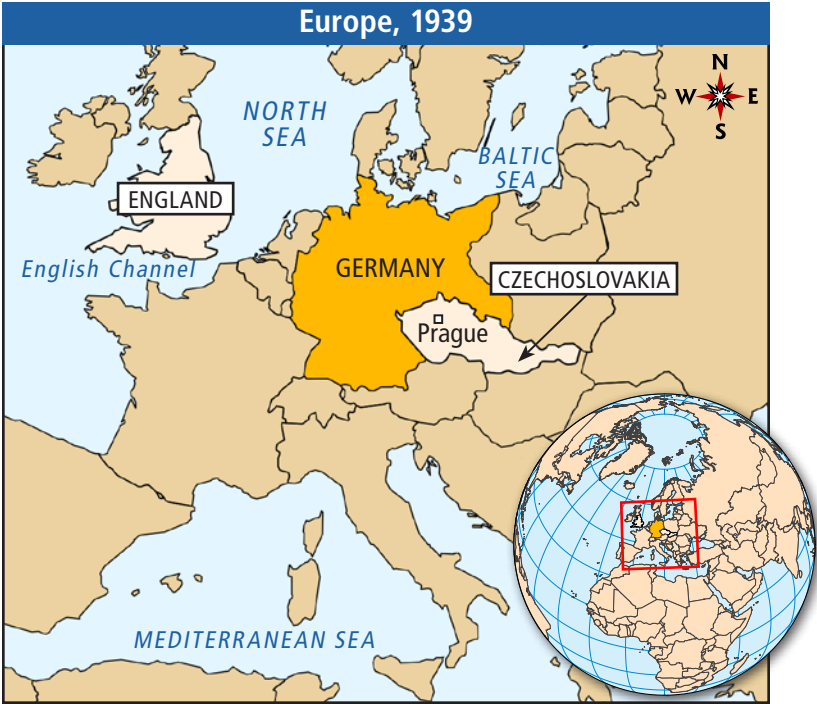 Europe, 1939
N
W E
S
NORTH
SEA
BALTIC
SEA
ENGLAND
English Channel
GERMANY
CZECHOSLOVAKIA
Prague
MEDITERRANEAN SEA